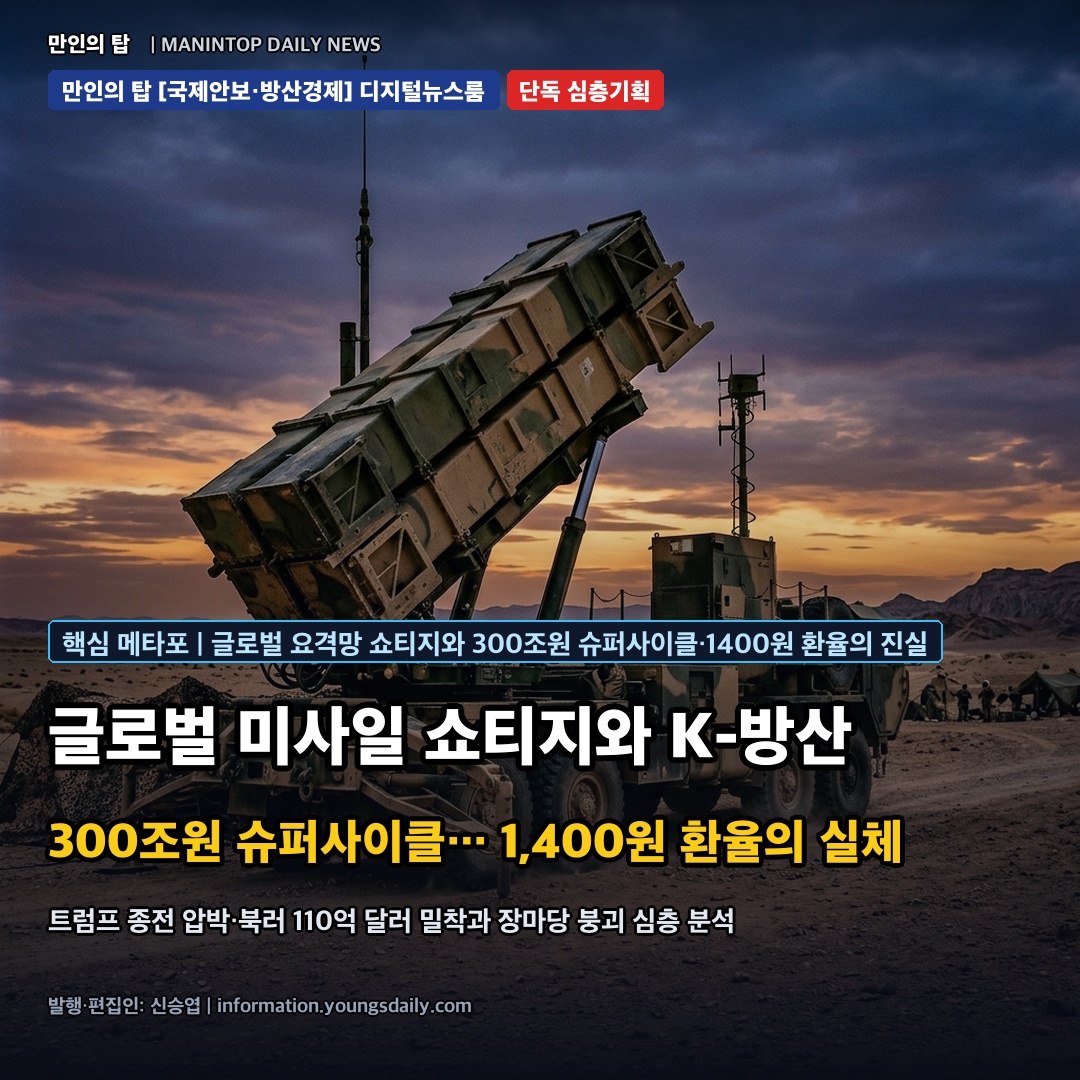 만인의 탑 | MANINTOP DAILY NEWS
만인의 탑 [국제안보·방산경제] 디지털뉴스룸 단독 심층기획
핵심 메타포 | 글로벌 요격망 쇼티지와 300조원 슈퍼사이클·1400원 환율의 진실
글로벌 미사일 쇼티지와 K-방산
300조원 슈퍼사이클… 1,400원 환율의 실체
트럼프 종전 압박·북러 110억 달러 밀착과 장마당 붕괴 심층 분석
발행·편집인: 신승엽 | information.youngsdaily.com